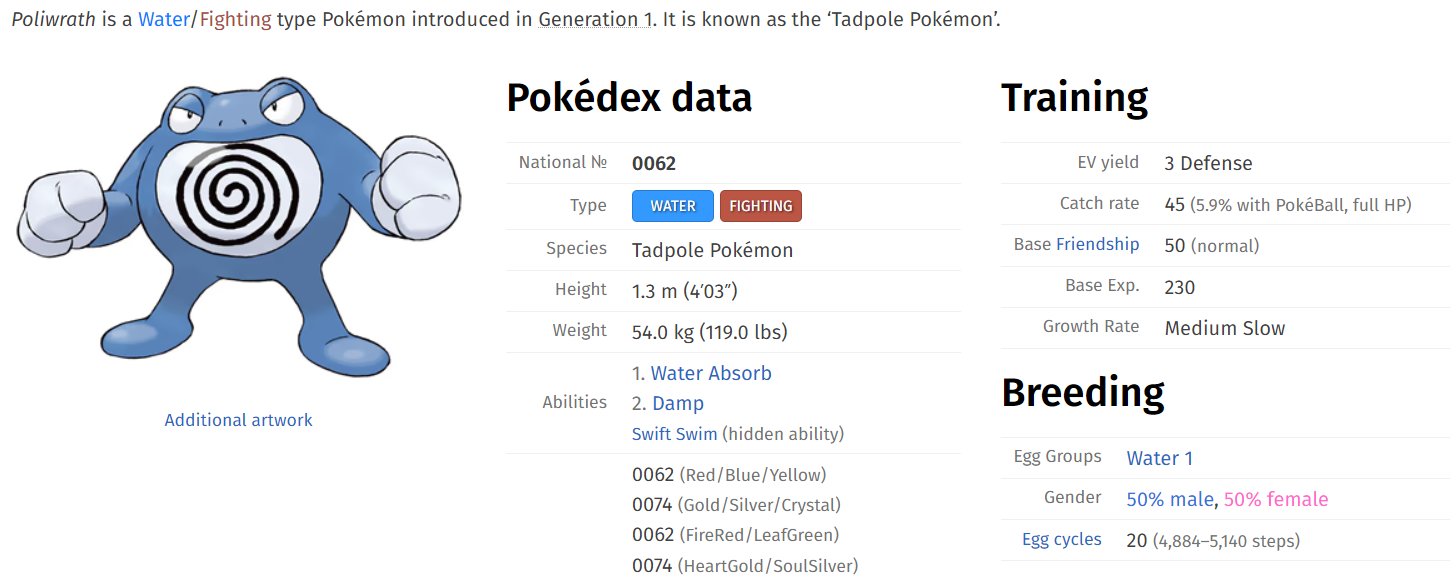 Poliwrath is a Water/Fighting type Pokémon introduced in Generation 1. It is known as the ‘Tadpole Pokémon’.
Additional artwork
Pokédex data
National № 0062
Type WATER FIGHTING
Species Tadpole Pokémon
Height 1.3 m (4′03″)
Weight 54.0 kg (119.0 lbs)
Abilities
1. Water Absorb
2. Damp
Swift Swim (hidden ability)
0062 (Red/Blue/Yellow)
0074 (Gold/Silver/Crystal)
0062 (FireRed/LeafGreen)
0074 (HeartGold/SoulSilver)
Training
EV yield 3 Defense
Catch rate 45 (5.9% with PokéBall, full HP)
Base Friendship 50 (normal)
Base Exp. 230
Growth Rate Medium Slow
Breeding
Egg Groups Water 1
Gender 50% male, 50% female
Egg cycles 20 (4,884–5,140 steps)